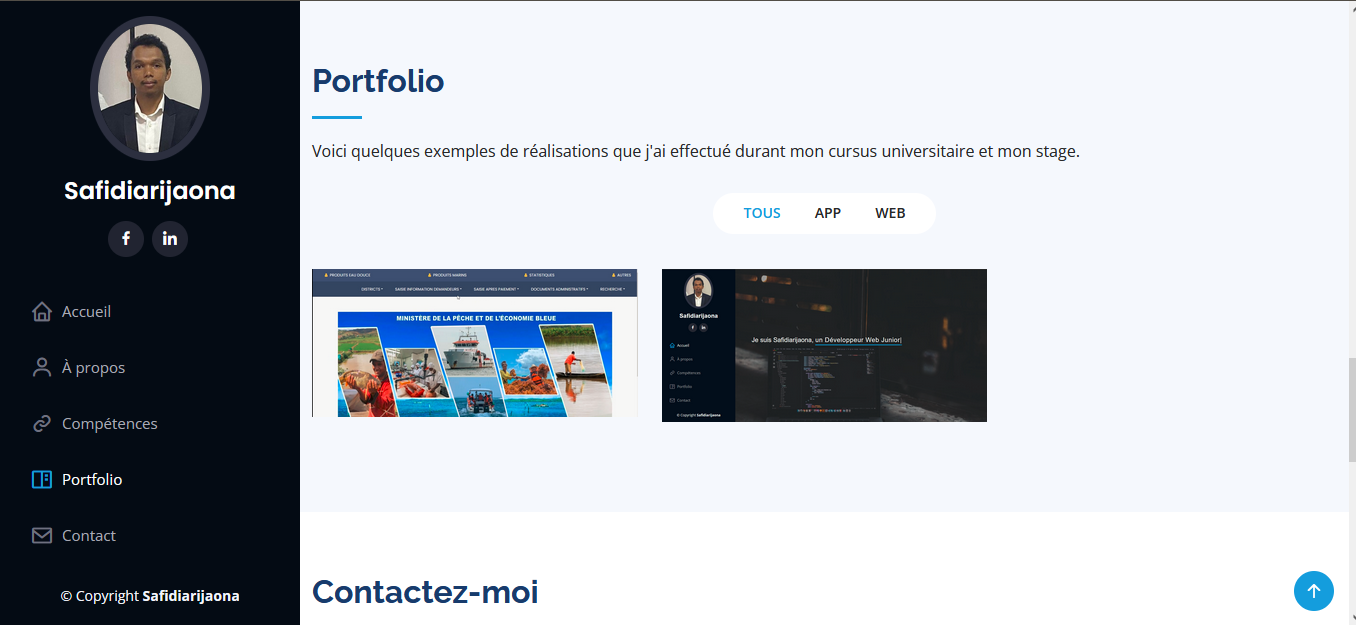 Safidiarijaona
Accueil
À propos
Compétences
Portfolio
Contact
© Copyright Safidiarijaona
Portfolio
Voici quelques exemples de réalisations que j'ai effectué durant mon cursus universitaire et mon stage.
TOUS APP WEB
PRODUITS EAU DOUCE PRODUITS MARINS STATISTIQUES AUTRES
DISTRICTS SAISIE INFORMATION DEMANDEURS SAISIE APRES PAIEMENT DOCUMENTS ADMINISTRATIFS RECHERCHE
MINISTÈRE DE LA PÊCHE ET DE L'ÉCONOMIE BLEUE
Safidiarijaona
Accueil
À propos
Compétences
Portfolio
Contact
© Copyright Safidiarijaona
Je suis Safidiarijaona, un Développeur Web Junior|
Contactez-moi